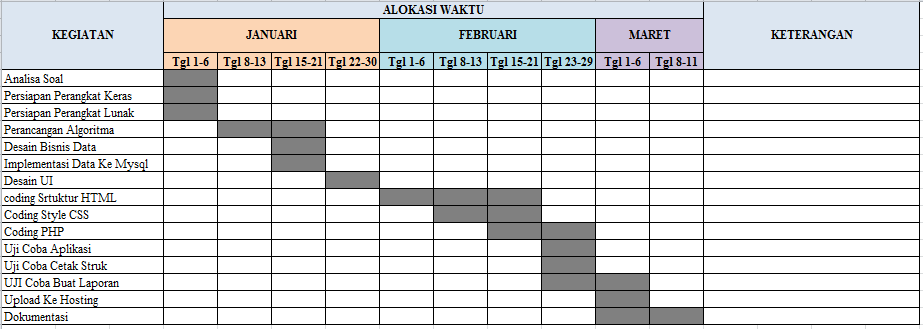 ALOKASI WAKTU
KEGIATAN JANUARI FEBRUARI MARET KETERANGAN
Tgl 1-6 Tgl 8-13 Tgl 15-21 Tgl 22-30 Tgl 1-6 Tgl 8-13 Tgl 15-21 Tgl 23-29 Tgl 1-6 Tgl 8-11
Analisa Soal
Persiapan Perangkat Keras
Persiapan Perangkat Lunak
Perancangan Algoritma
Desain Bisnis Data
Implementasi Data Ke Mysql
Desain UI
coding Srtuktur HTML
Coding Style CSS
Coding PHP
Uji Coba Aplikasi
Uji Coba Cetak Struk
UJI Coba Buat Laporan
Upload Ke Hosting
Dokumentasi